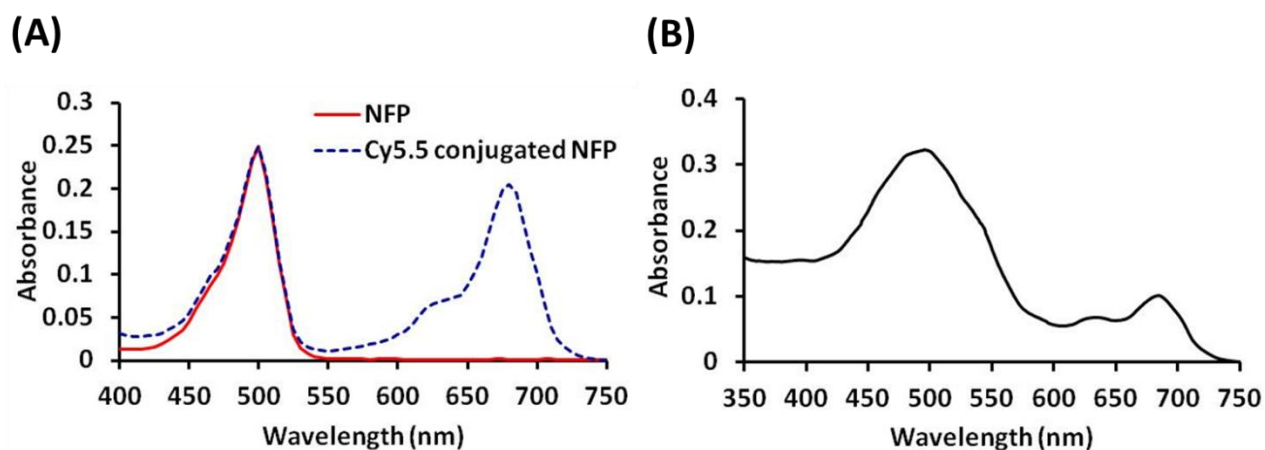 (A)
(B)
0.3
0.25
0.2
0.15
0.1
0.05
0
Absorbance
NFP
Cy5.5 conjugated NFP
400 450 500 550 600 650 700 750
Wavelength (nm)
0.4
0.3
0.2
0.1
0
Absorbance
350 400 450 500 550 600 650 700 750
Wavelength (nm)